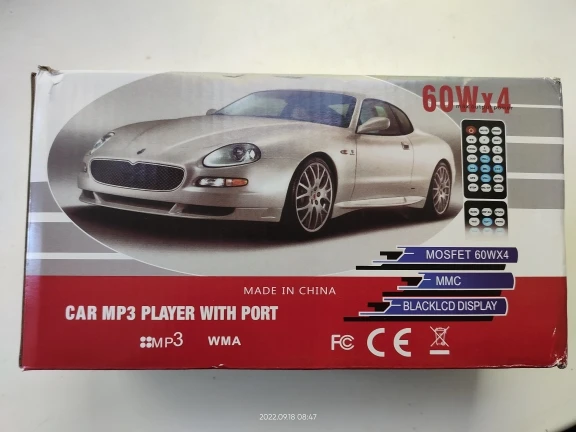 60Wx4
MOSFET 60WX4
MMC
BLACKLCD DISPLAY
MADE IN CHINA
CAR MP3 PLAYER WITH PORT
MP3 WMA
FC CE
2022.09.18 08:47